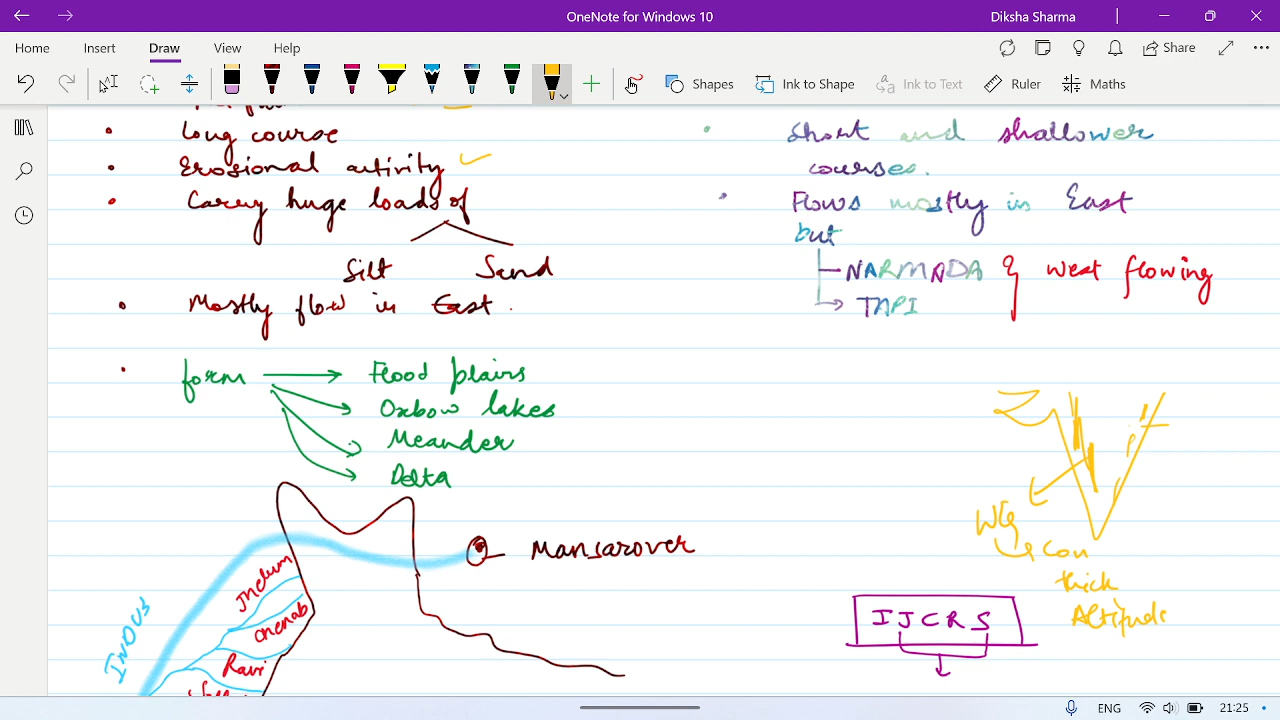 OneNote for Windows 10
Diksha Sharma
Home Insert Draw View Help
Share
Shapes
Ink to Shape
Ink to Text
Ruler
Maths
Long course
Erosional activity
Carry huge loads of
Silt Sand
Mostly flow in East.
form → Flood plains
Oxbow lakes
Meander
Delta
Short and shallower
courses.
Flows mostly in East
but
NARMADA } west flowing
TAPI
Mansarover
INDUS
Jhelum
Chenab
Ravi
WG
Con
thick
Altitude
IJCRS
ENG
21:25